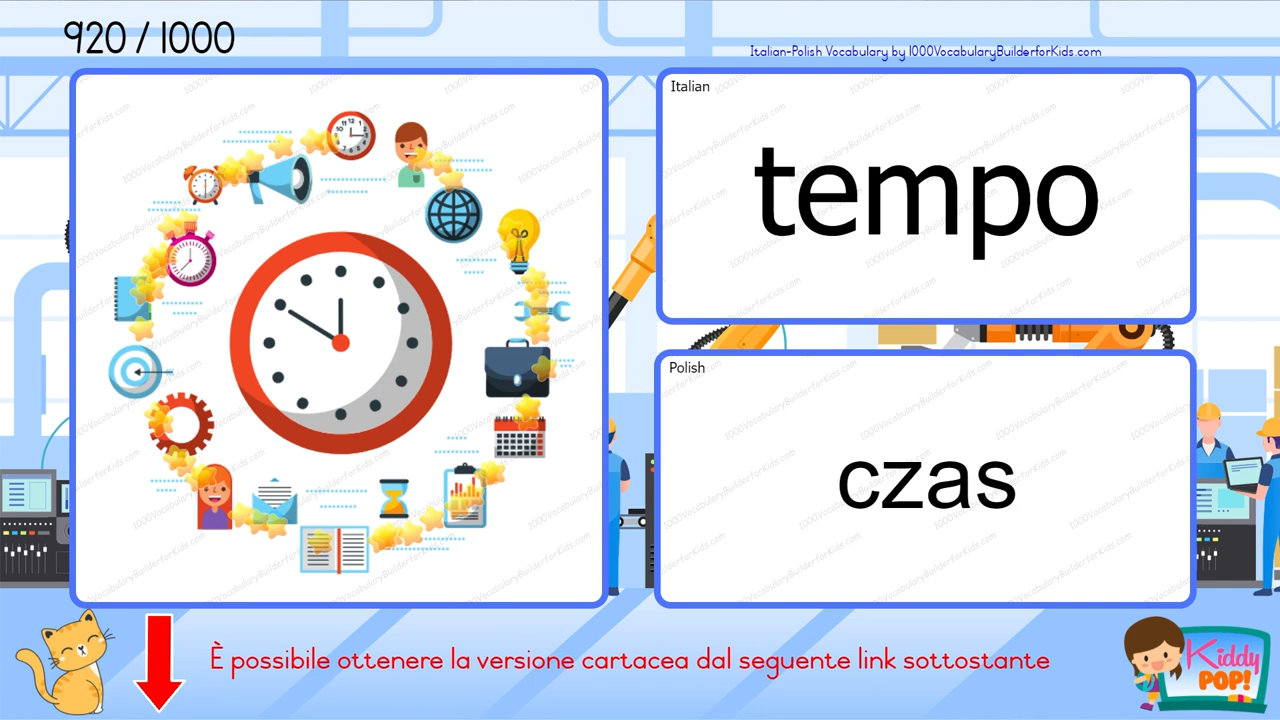 920 / 1000
Italian-Polish Vocabulary by 1000VocabularyBuilderforKids.com
Italian
tempo
Polish
czas
È possibile ottenere la versione cartacea dal seguente link sottostante
Kiddy
POP!